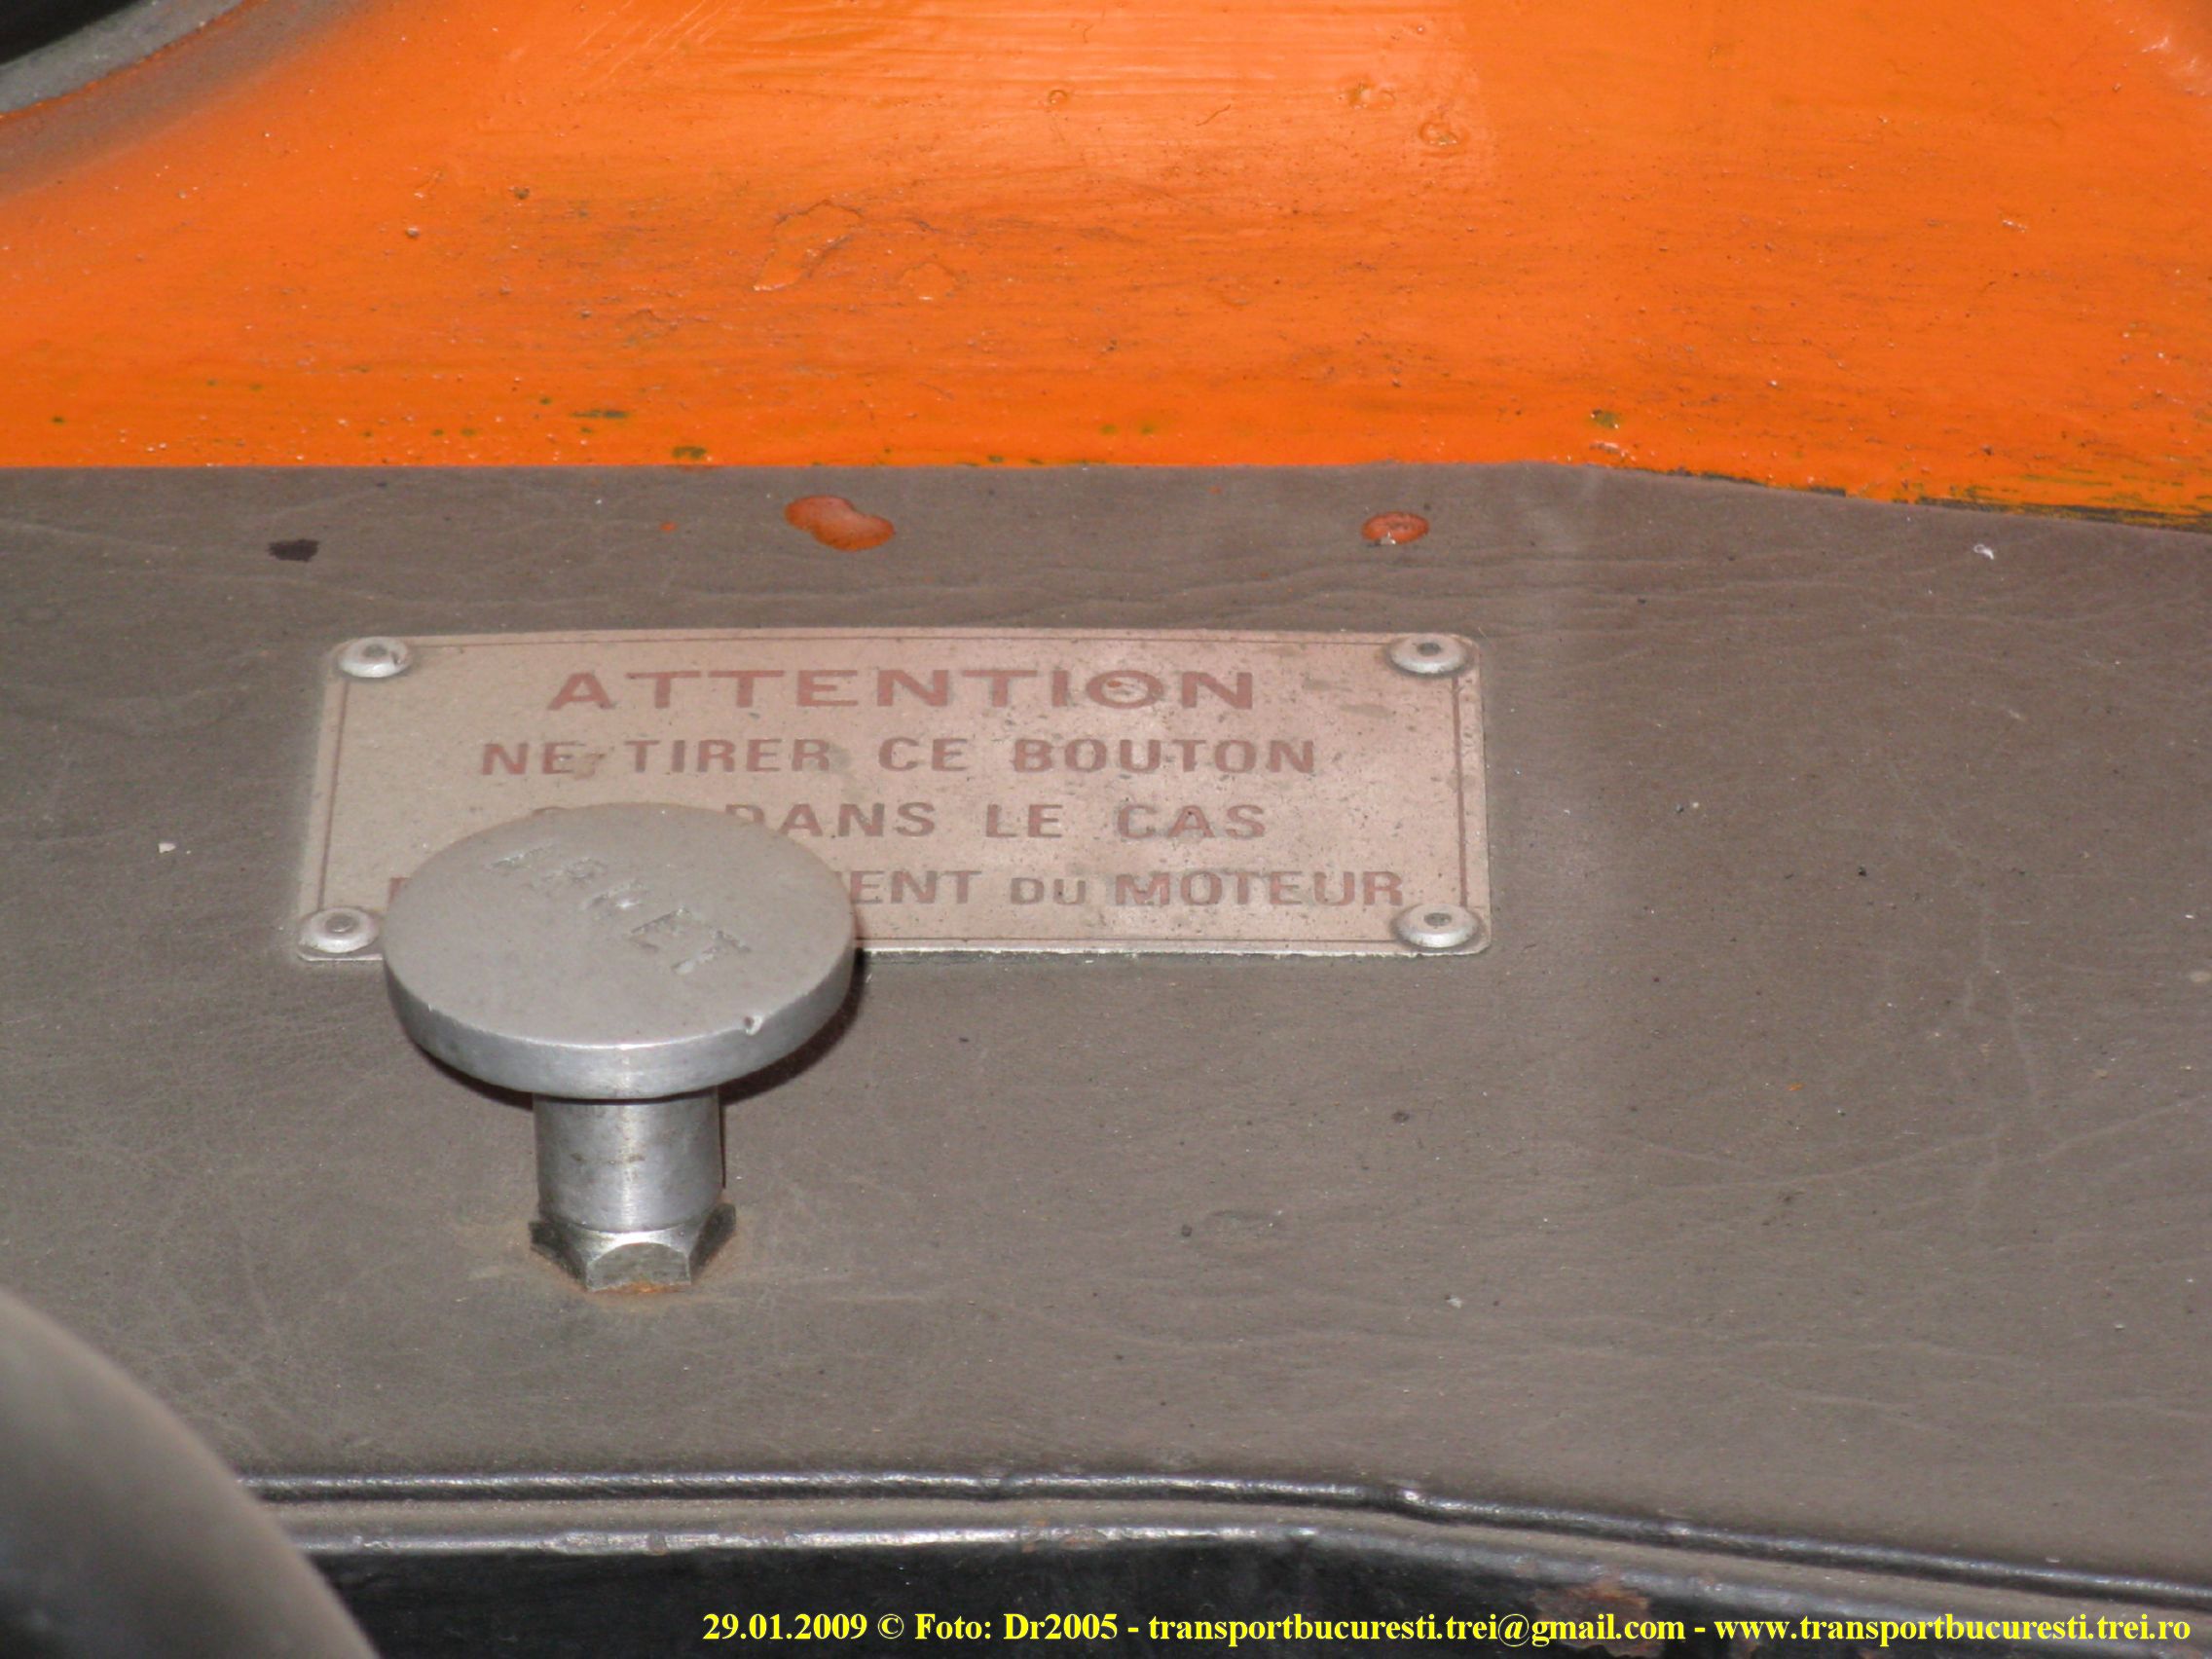 ATTENTION
NE TIRER CE BOUTON
DANS LE CAS
DU MOTEUR
29.01.2009 © Foto: Dr2005 - transportbucuresti.trei@gmail.com - www.transportbucuresti.trei.ro